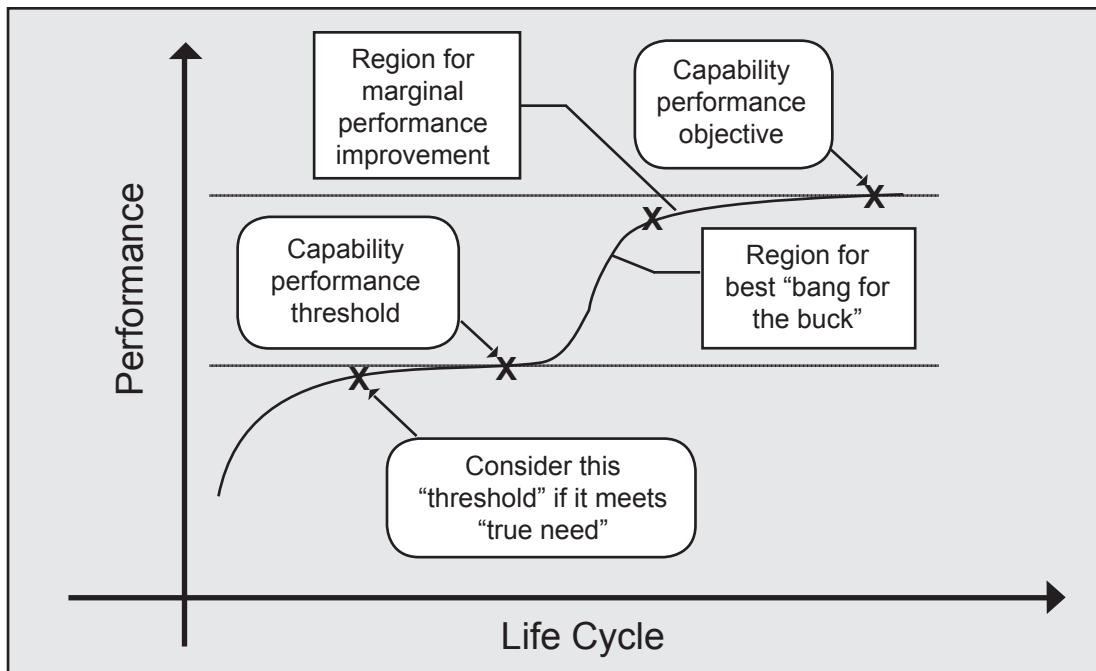 Region for
marginal
performance
improvement
Capability
performance
objective
Capability
performance
threshold
Region for
best “bang for
the buck”
Consider this
“threshold” if it meets
“true need”
Performance
Life Cycle